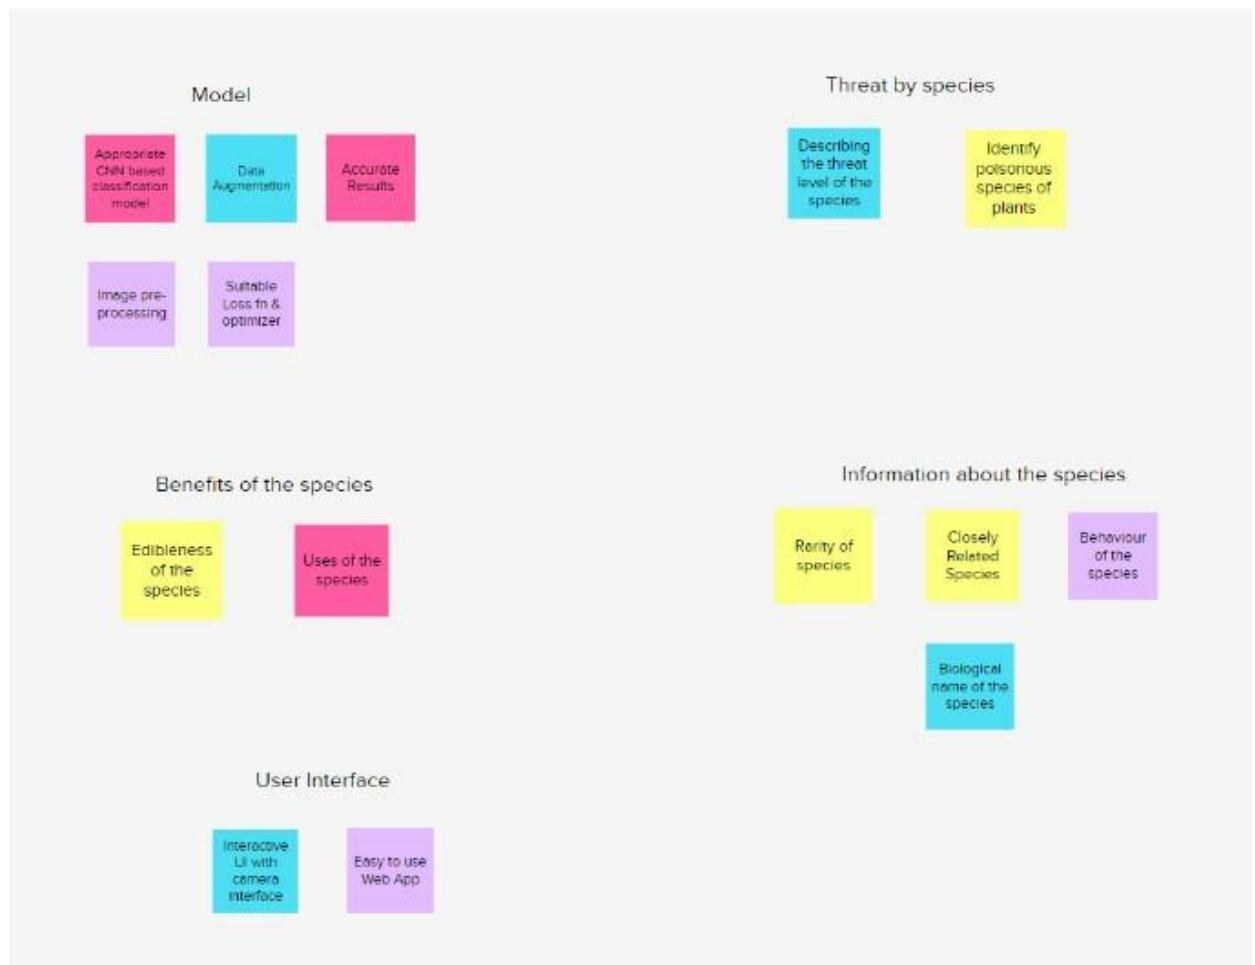 Model
Appropriate
CNN based
classification
model
Data
Augmentation
Accurate
Results
Image pre-
processing
Suitable
Loss fn &
optimizer
Threat by species
Describing
the threat
level of the
species
Identify
poisonous
species of
plants
Benefits of the species
Edibleness
of the
species
Uses of the
species
Information about the species
Rarity of
species
Closely
Related
Species
Behaviour
of the
species
Biological
name of the
species
User Interface
Interactive
UI with
camera
interface
Easy to use
Web App